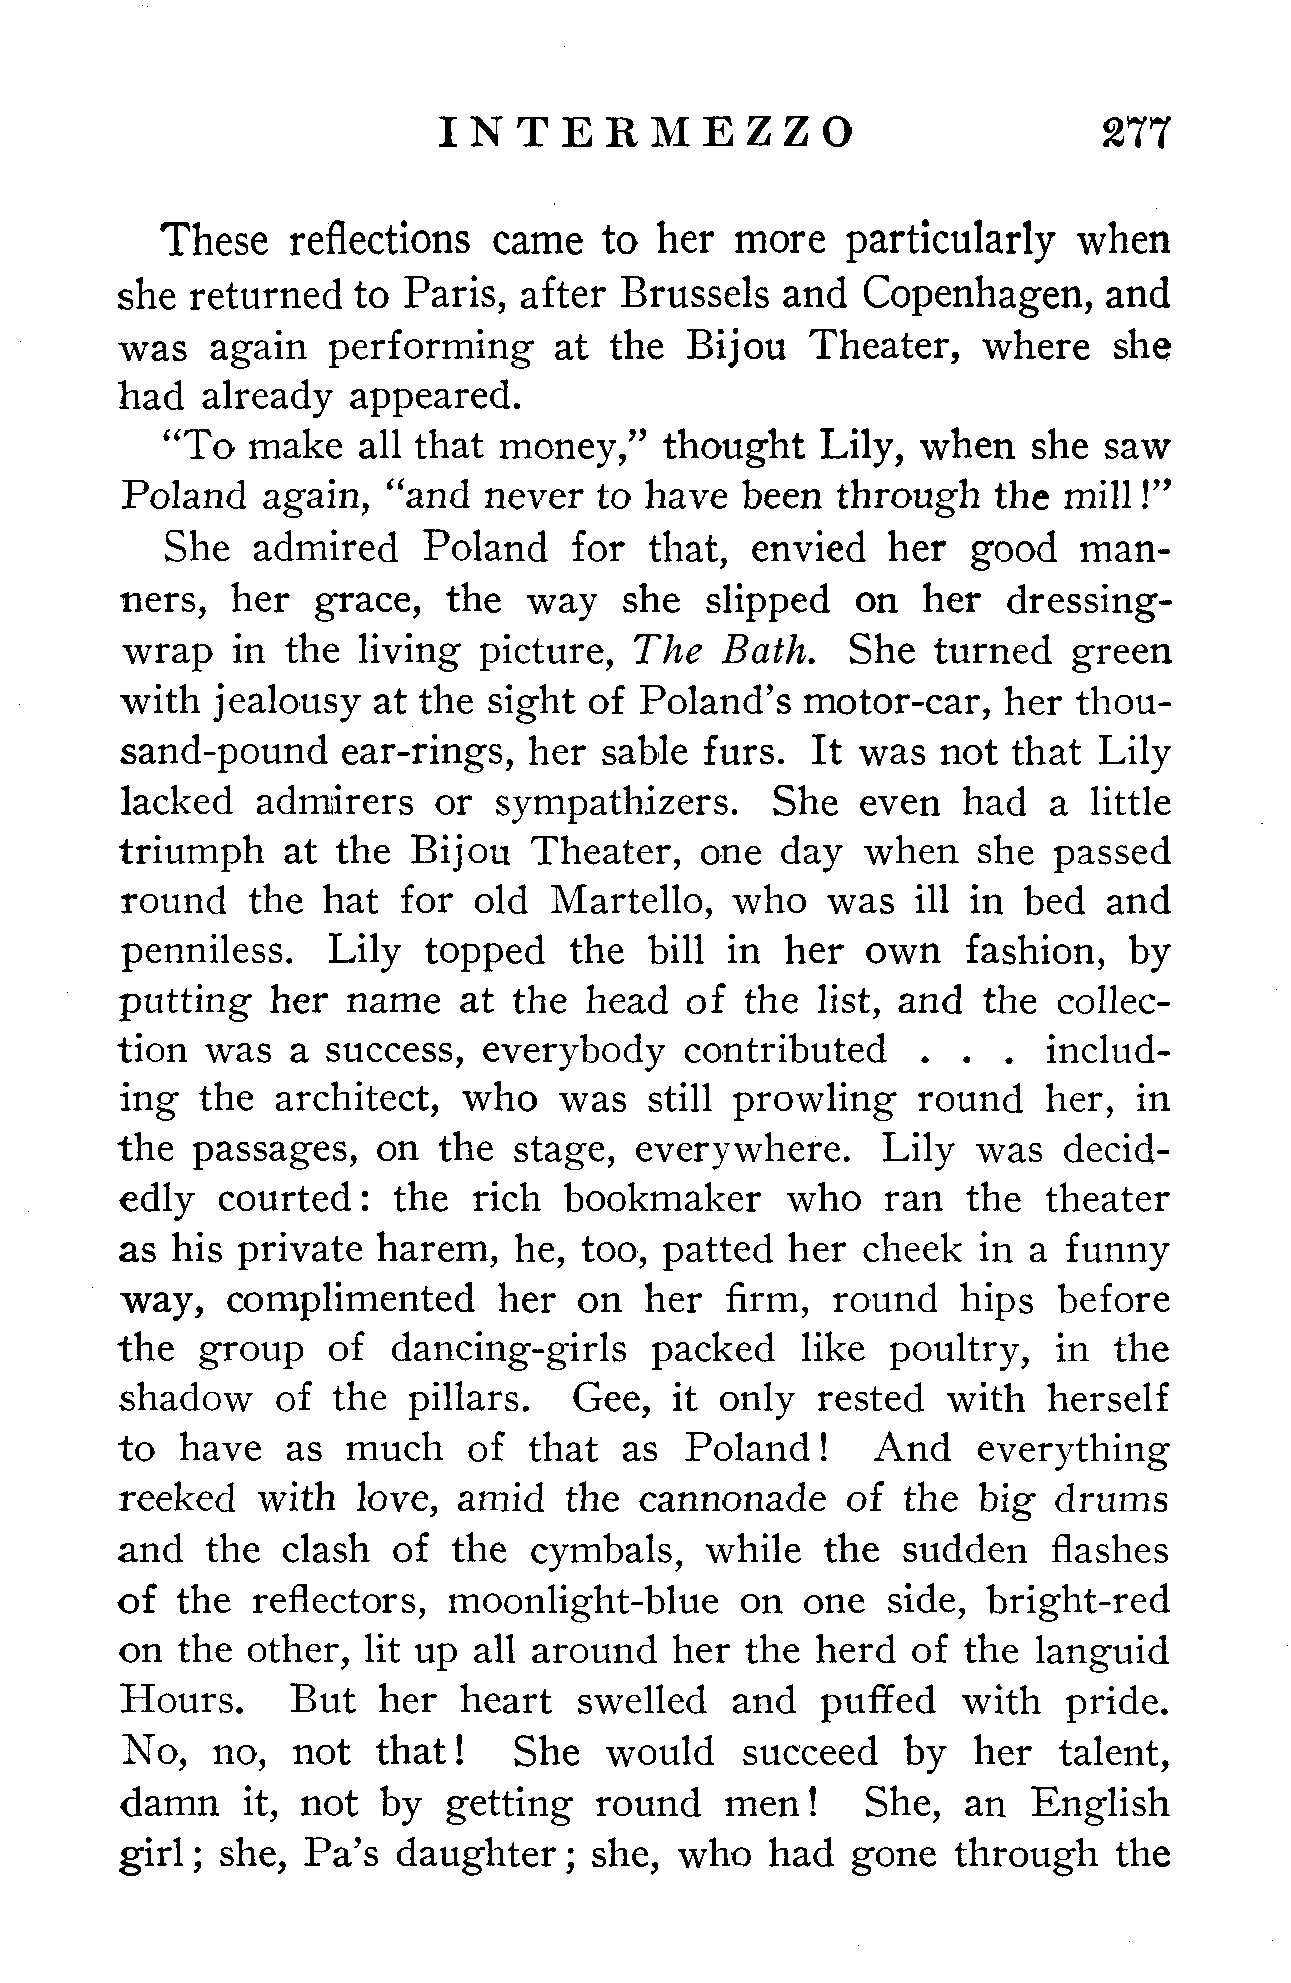 INTERMEZZO 277
These reflections came to her more particularly when
she returned to Paris, after Brussels and Copenhagen, and
was again performing at the Bijou Theater, where she
had already appeared.
“To make all that money,” thought Lily, when she saw
Poland again, “and never to have been through the mill!”
She admired Poland for that, envied her good man-
ners, her grace, the way she slipped on her dressing-
wrap in the living picture, The Bath. She turned green
with jealousy at the sight of Poland’s motor-car, her thou-
sand-pound ear-rings, her sable furs. It was not that Lily
lacked admirers or sympathizers. She even had a little
triumph at the Bijou Theater, one day when she passed
round the hat for old Martello, who was ill in bed and
penniless. Lily topped the bill in her own fashion, by
putting her name at the head of the list, and the collec-
tion was a success, everybody contributed . . . includ-
ing the architect, who was still prowling round her, in
the passages, on the stage, everywhere. Lily was decid-
edly courted: the rich bookmaker who ran the theater
as his private harem, he, too, patted her cheek in a funny
way, complimented her on her firm, round hips before
the group of dancing-girls packed like poultry, in the
shadow of the pillars. Gee, it only rested with herself
to have as much of that as Poland! And everything
reeked with love, amid the cannonade of the big drums
and the clash of the cymbals, while the sudden flashes
of the reflectors, moonlight-blue on one side, bright-red
on the other, lit up all around her the herd of the languid
Hours. But her heart swelled and puffed with pride.
No, no, not that! She would succeed by her talent,
damn it, not by getting round men! She, an English
girl; she, Pa’s daughter; she, who had gone through the